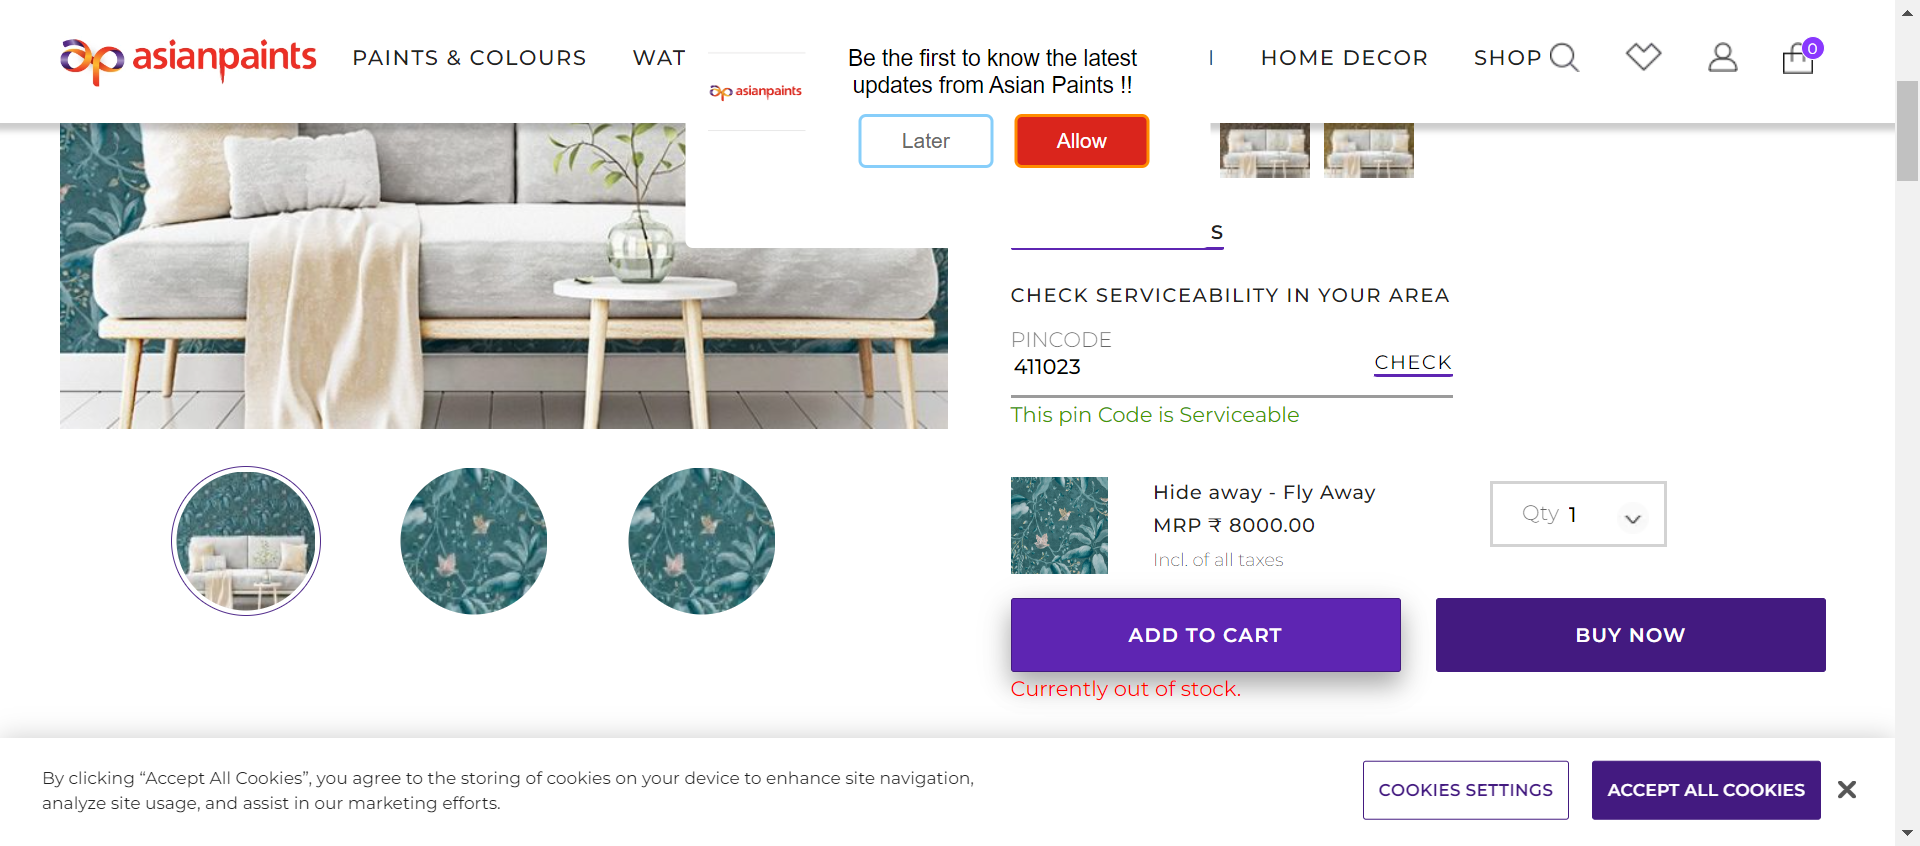 asianpaints
PAINTS & COLOURS
WAT
HOME DECOR
SHOP
0
asianpaints
Be the first to know the latest
updates from Asian Paints !!
Later
Allow
S
CHECK SERVICEABILITY IN YOUR AREA
PINCODE
411023
CHECK
This pin Code is Serviceable
Hide away - Fly Away
MRP ₹ 8000.00
Incl. of all taxes
Qty 1
ADD TO CART
BUY NOW
Currently out of stock.
By clicking “Accept All Cookies”, you agree to the storing of cookies on your device to enhance site navigation,
analyze site usage, and assist in our marketing efforts.
COOKIES SETTINGS
ACCEPT ALL COOKIES